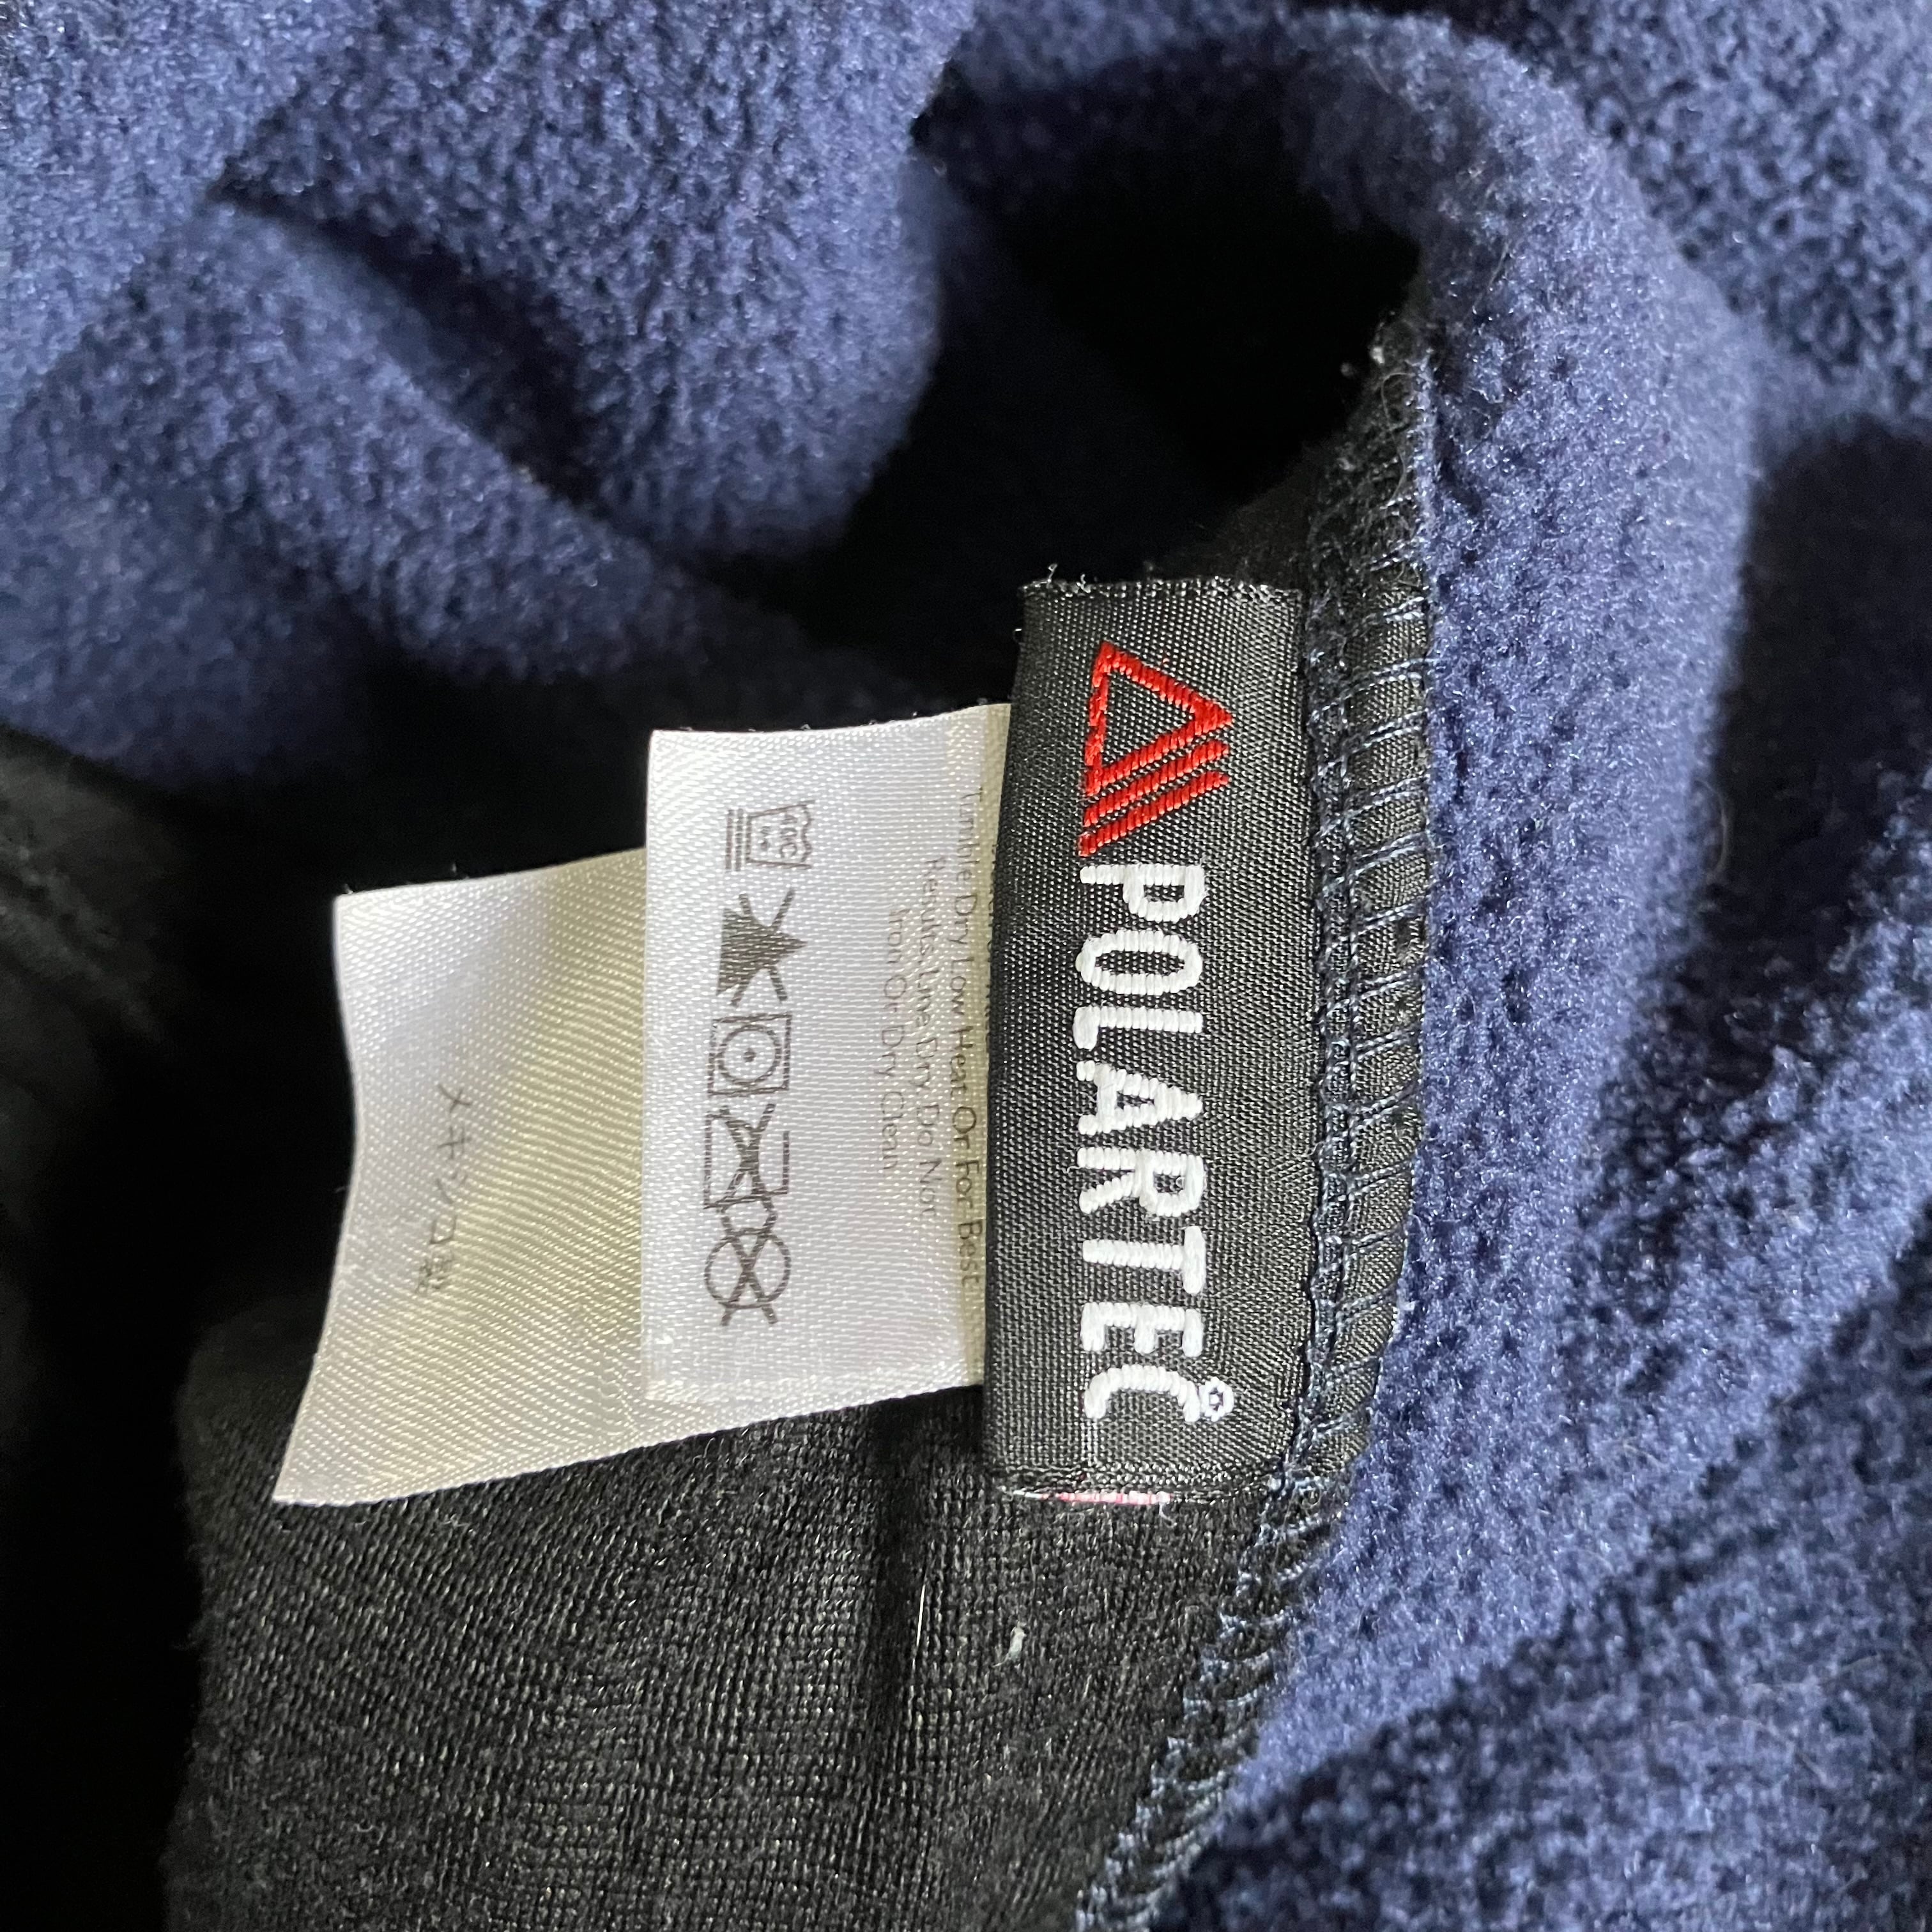 POLARTEC®
Tumble Dry Low Heat Or For Best
Results Line Dry. Do Not
Iron Or Dry Clean
40C
メキシコ製